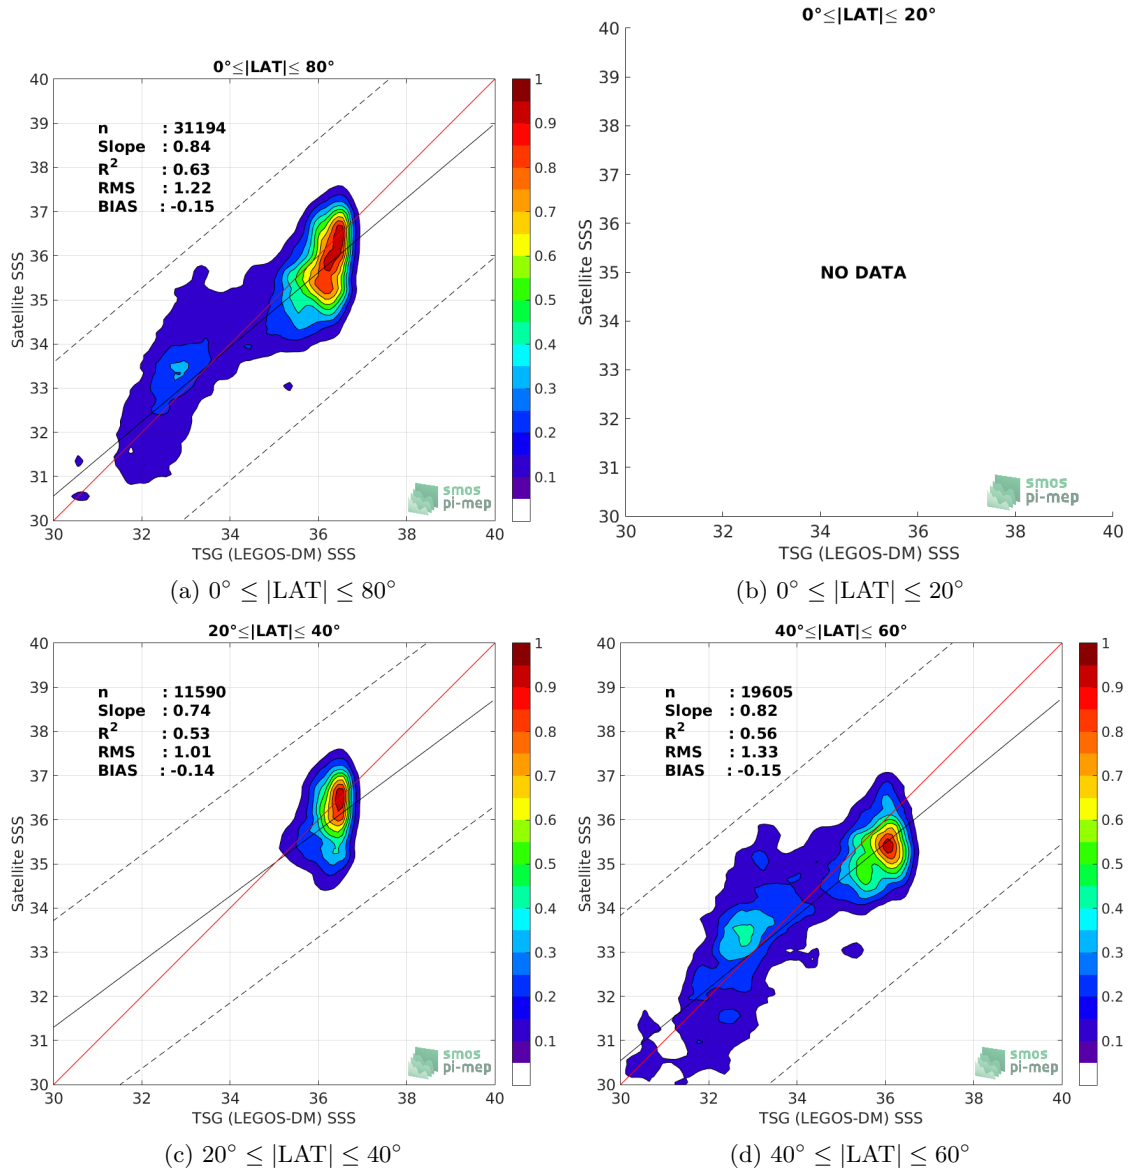 0°≤|LAT|≤ 80°
40
39
38
37
36
35
34
33
32
31
30
Satellite SSS
n : 31194
Slope : 0.84
R² : 0.63
RMS : 1.22
BIAS : -0.15
smos
pi-mep
30 32 34 36 38 40
TSG (LEGOS-DM) SSS
1
0.9
0.8
0.7
0.6
0.5
0.4
0.3
0.2
0.1
(a) 0° ≤ |LAT| ≤ 80°
0°≤|LAT|≤ 20°
40
39
38
37
36
35
34
33
32
31
30
Satellite SSS
NO DATA
smos
pi-mep
30 32 34 36 38 40
TSG (LEGOS-DM) SSS
(b) 0° ≤ |LAT| ≤ 20°
20°≤|LAT|≤ 40°
40
39
38
37
36
35
34
33
32
31
30
Satellite SSS
n : 11590
Slope : 0.74
R² : 0.53
RMS : 1.01
BIAS : -0.14
smos
pi-mep
30 32 34 36 38 40
TSG (LEGOS-DM) SSS
1
0.9
0.8
0.7
0.6
0.5
0.4
0.3
0.2
0.1
(c) 20° ≤ |LAT| ≤ 40°
40°≤|LAT|≤ 60°
40
39
38
37
36
35
34
33
32
31
30
Satellite SSS
n : 19605
Slope : 0.82
R² : 0.56
RMS : 1.33
BIAS : -0.15
smos
pi-mep
30 32 34 36 38 40
TSG (LEGOS-DM) SSS
1
0.9
0.8
0.7
0.6
0.5
0.4
0.3
0.2
0.1
(d) 40° ≤ |LAT| ≤ 60°